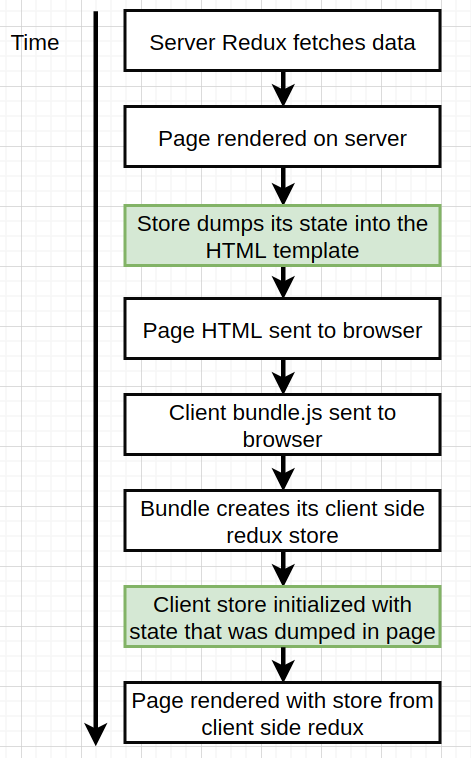 Time
Server Redux fetches data
Page rendered on server
Store dumps its state into the
HTML template
Page HTML sent to browser
Client bundle.js sent to
browser
Bundle creates its client side
redux store
Client store initialized with
state that was dumped in page
Page rendered with store from
client side redux